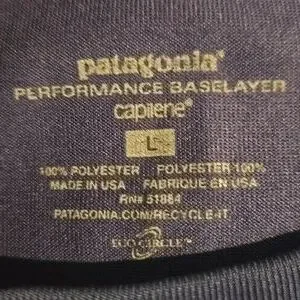 patagonia®
PERFORMANCE BASELAYER
capilene®
L
100% POLYESTER POLYESTER 100%
MADE IN USA FABRIQUE EN USA
RN# 51884
PATAGONIA.COM/RECYCLE-IT
ECO CIRCLE™